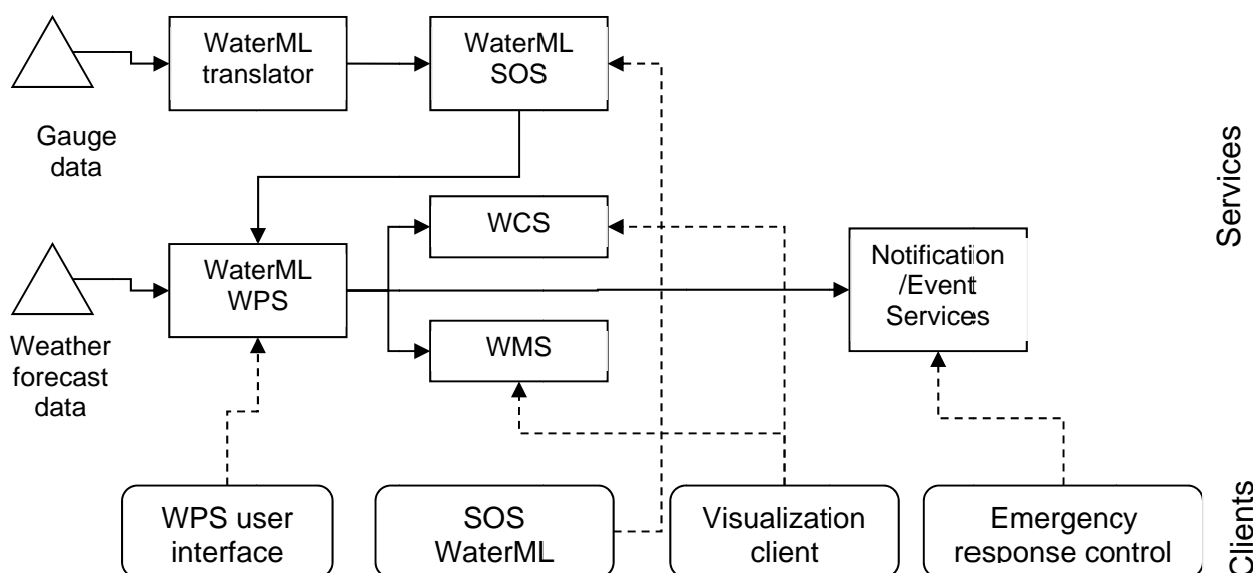 WaterML
translator
WaterML
SOS
Gauge
data
Services
WCS
WaterML
WPS
Notification
/Event
Services
WMS
Weather
forecast
data
WPS user
interface
SOS
WaterML
Visualization
client
Emergency
response control
Clients